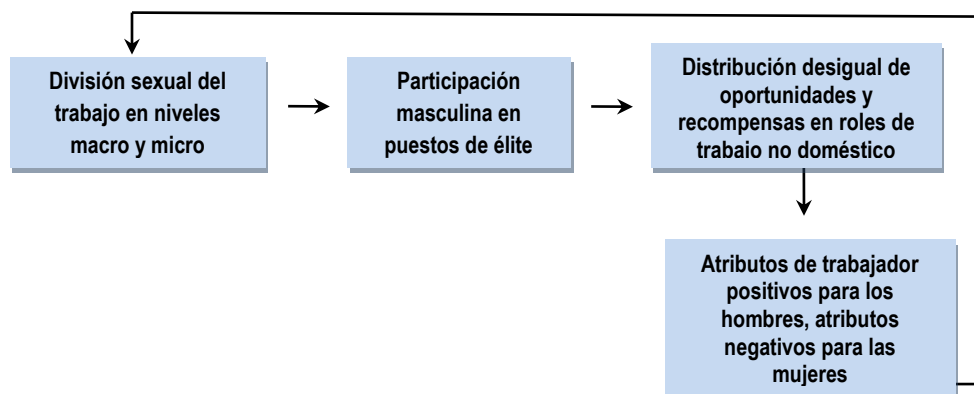 División sexual del
trabajo en niveles
macro y micro
Participación
masculina en
puestos de élite
Distribución desigual de
oportunidades y
recompensas en roles de
trabajo no doméstico
Atributos de trabajador
positivos para los
hombres, atributos
negativos para las
mujeres